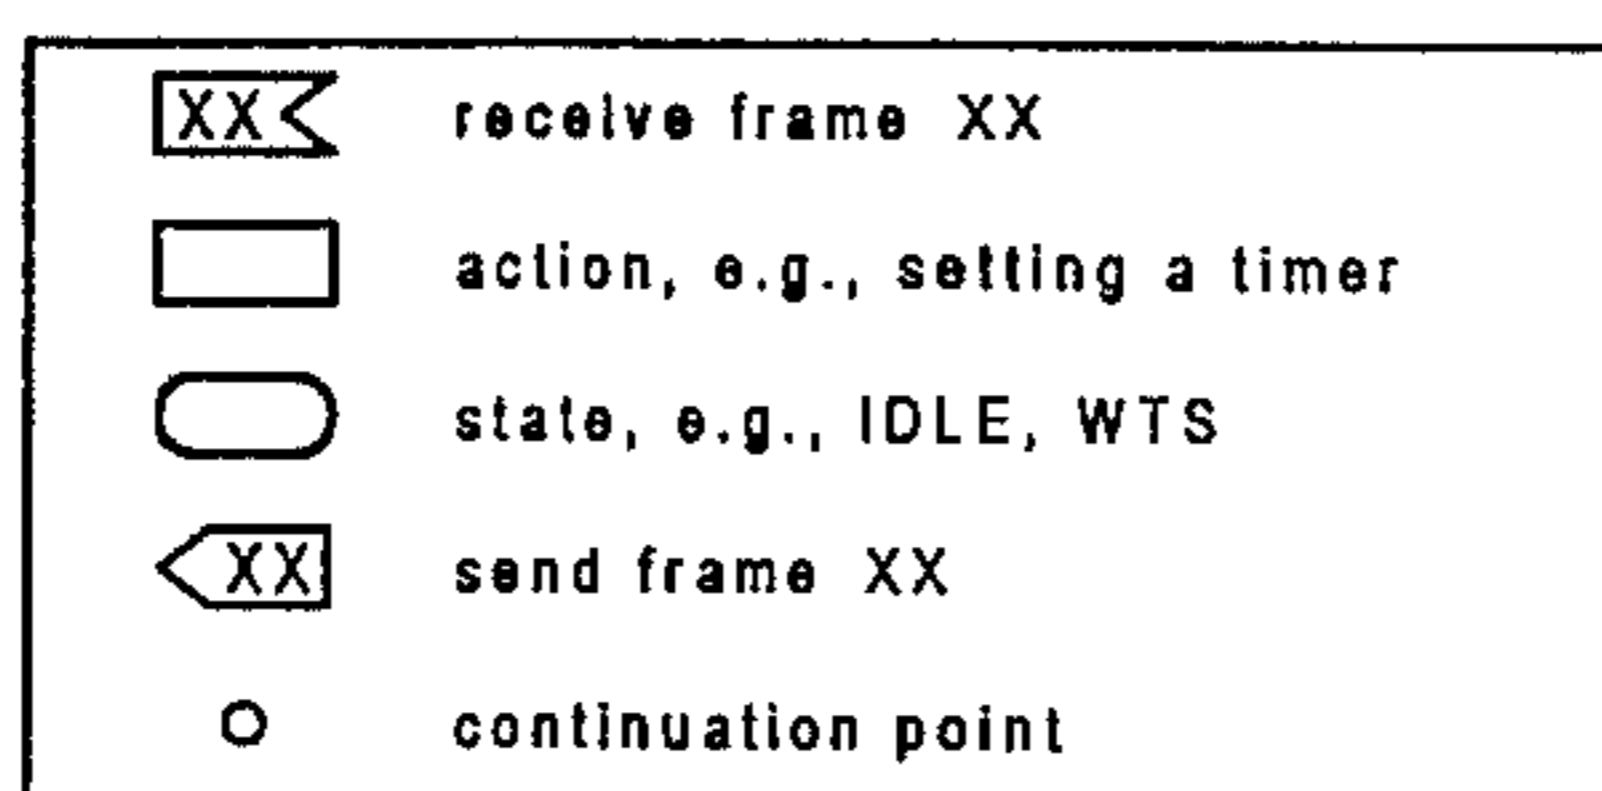 XX receive frame XX
action, e.g., setting a timer
state, e.g., IDLE, WTS
XX send frame XX
continuation point